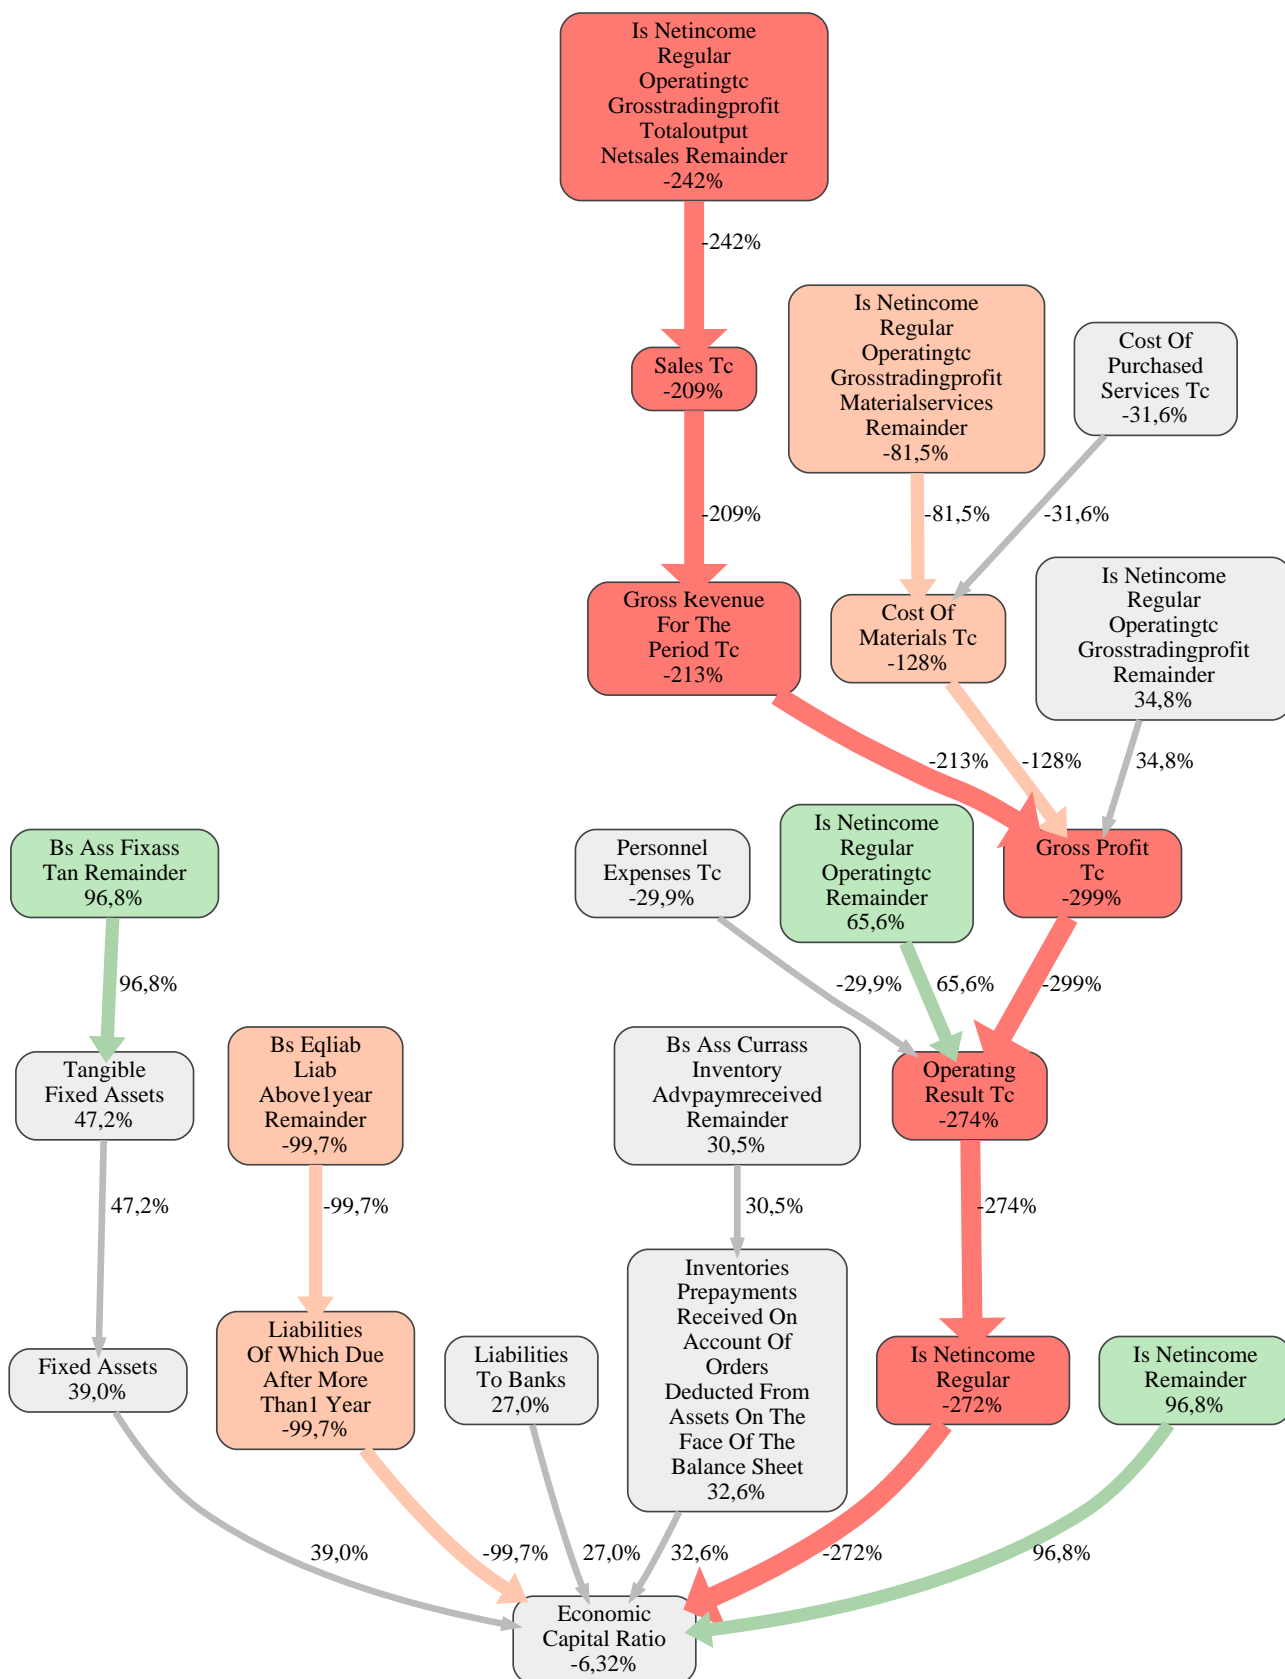 Is Netincome
Regular
Operatingtc
Grosstradingprofit
Totaloutput
Netsales Remainder
-242%
-242%
Is Netincome
Regular
Operatingtc
Grosstradingprofit
Materialservices
Remainder
-81,5%
Cost Of
Purchased
Services Tc
-31,6%
Sales Tc
-209%
-209%
-81,5%
-31,6%
Is Netincome
Regular
Operatingtc
Grosstradingprofit
Remainder
34,8%
Gross Revenue
For The
Period Tc
-213%
Cost Of
Materials Tc
-128%
-213%
-128%
34,8%
Bs Ass Fixass
Tan Remainder
96,8%
Personnel
Expenses Tc
-29,9%
Is Netincome
Regular
Operatingtc
Remainder
65,6%
Gross Profit
Tc
-299%
96,8%
-29,9%
65,6%
-299%
Tangible
Fixed Assets
47,2%
Bs Eqliab
Liab
Above1year
Remainder
-99,7%
Bs Ass Currass
Inventory
Advpaymreceived
Remainder
30,5%
Operating
Result Tc
-274%
47,2%
-99,7%
30,5%
-274%
Fixed Assets
39,0%
Liabilities
Of Which Due
After More
Than1 Year
-99,7%
Liabilities
To Banks
27,0%
Inventories
Prepayments
Received On
Account Of
Orders
Deducted From
Assets On The
Face Of The
Balance Sheet
32,6%
Is Netincome
Regular
-272%
Is Netincome
Remainder
96,8%
39,0%
-99,7%
27,0%
32,6%
-272%
96,8%
Economic
Capital Ratio
-6,32%